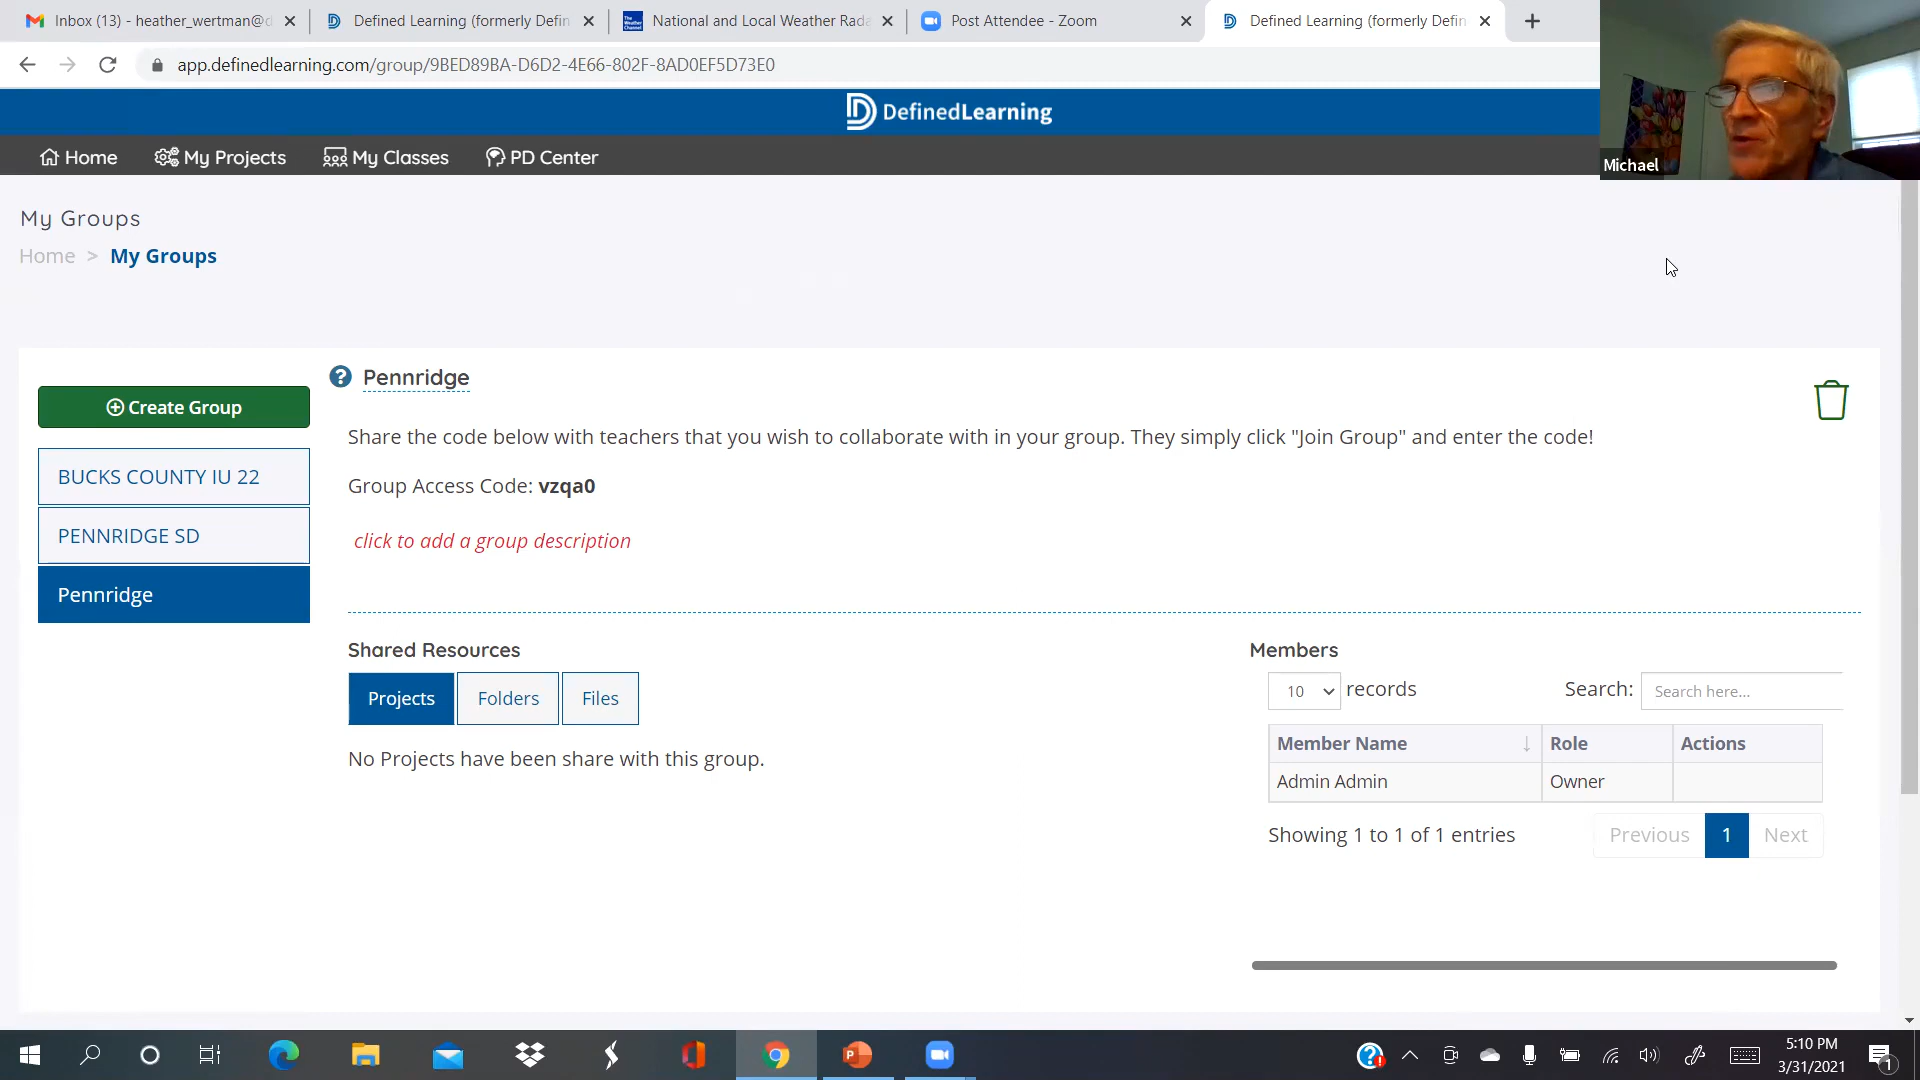 Inbox (13) - heather_wertman@d
Defined Learning (formerly Defin
National and Local Weather Rada
Post Attendee - Zoom
Defined Learning (formerly Defin
app.definedlearning.com/group/9BED89BA-D6D2-4E66-802F-8AD0EF5D73E0
DefinedLearning
Home
My Projects
My Classes
PD Center
Michael
My Groups
Home > My Groups
Create Group
BUCKS COUNTY IU 22
PENNRIDGE SD
Pennridge
? Pennridge
Share the code below with teachers that you wish to collaborate with in your group. They simply click "Join Group" and enter the code!
Group Access Code: vzqa0
click to add a group description
Shared Resources
Projects
Folders
Files
No Projects have been share with this group.
Members
10 records
Search: Search here...
Member Name Role Actions
Admin Admin Owner
Showing 1 to 1 of 1 entries
Previous 1 Next
5:10 PM
3/31/2021
1